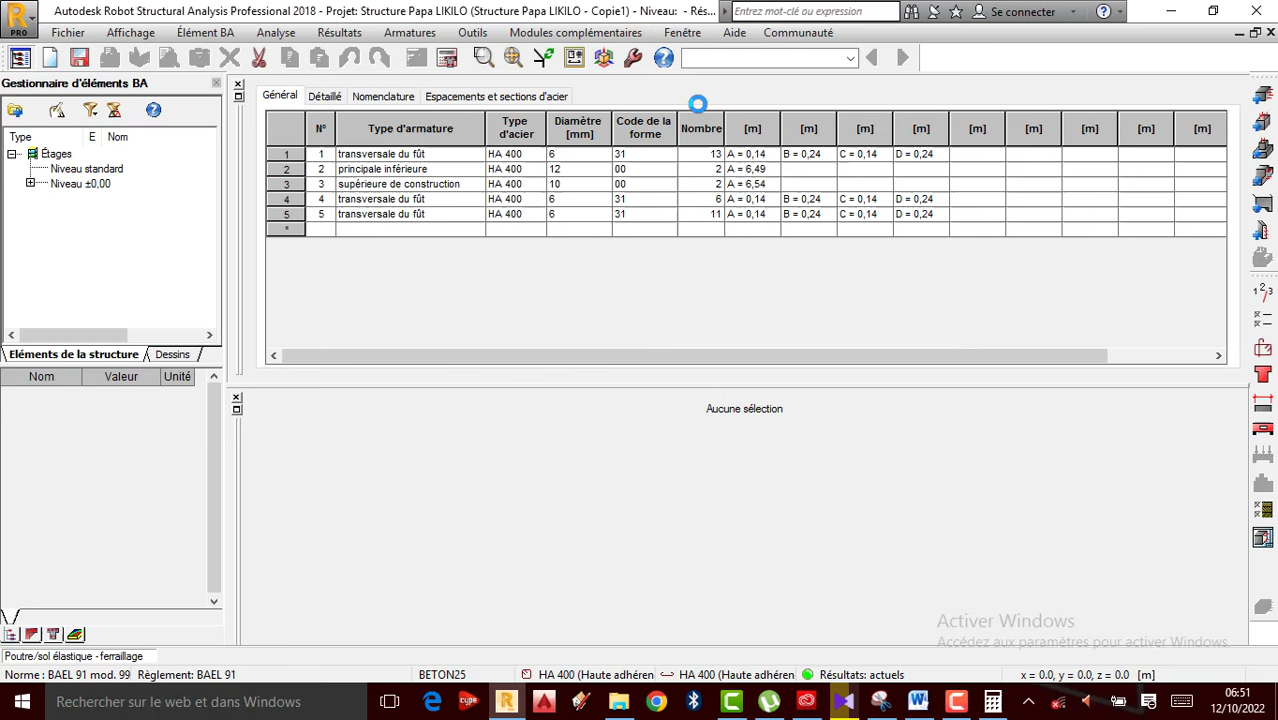 Autodesk Robot Structural Analysis Professional 2018 - Projet: Structure Papa LIKILO (Structure Papa LIKILO - Copie1) - Niveau: - Rés... Entrez mot-clé ou expression Se connecter
PRO Fichier Affichage Élément BA Analyse Résultats Armatures Outils Modules complémentaires Fenêtre Aide Communauté
Gestionnaire d'éléments BA
Type E Nom
Étages
Niveau standard
Niveau ±0,00
Eléments de la structure Dessins
Nom Valeur Unité
Général Détaillé Nomenclature Espacements et sections d'acier
N° Type d'armature Type d'acier Diamètre [mm] Code de la forme Nombre [m] [m] [m] [m] [m] [m] [m] [m] [m]
1 1 transversale du fût HA 400 6 31 13 A = 0,14 B = 0,24 C = 0,14 D = 0,24
2 2 principale inférieure HA 400 12 00 2 A = 6,49
3 3 supérieure de construction HA 400 10 00 2 A = 6,54
4 4 transversale du fût HA 400 6 31 6 A = 0,14 B = 0,24 C = 0,14 D = 0,24
5 5 transversale du fût HA 400 6 31 11 A = 0,14 B = 0,24 C = 0,14 D = 0,24
*
Aucune sélection
Activer Windows
Accédez aux paramètres pour activer Windows.
Poutre/sol élastique - ferraillage
Norme : BAEL 91 mod. 99 Règlement: BAEL 91 BETON25 HA 400 (Haute adhéren HA 400 (Haute adhéren Résultats: actuels x = 0.0, y = 0.0, z = 0.0 [m]
Rechercher sur le web et dans Windows
06:51
12/10/2022